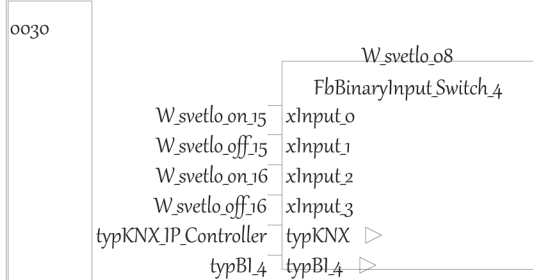 0030
W_svetlo_08
FbBinaryInput_Switch_4
W_svetlo_on_15 xInput_0
W_svetlo_off_15 xInput_1
W_svetlo_on_16 xInput_2
W_svetlo_off_16 xInput_3
typKNX_IP_Controller typKNX
typBI_4 typBI_4